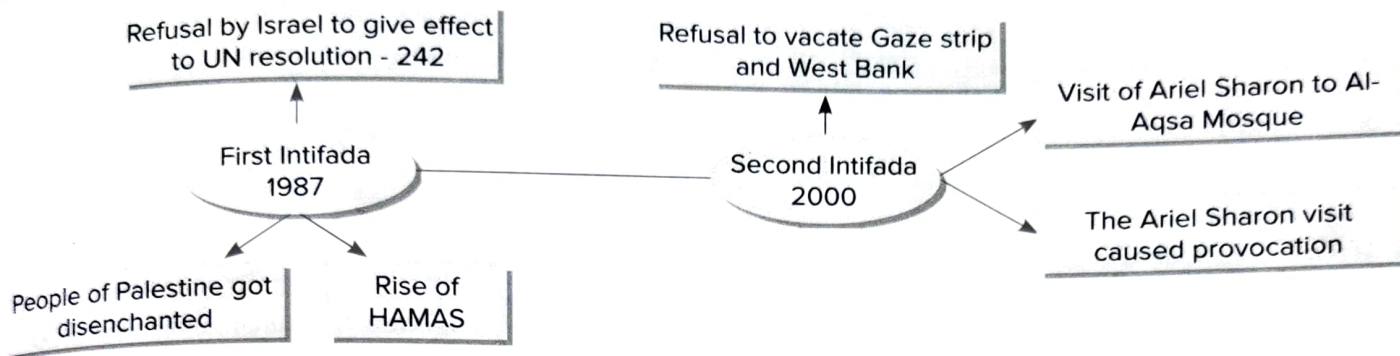 Refusal by Israel to give effect
to UN resolution - 242
First Intifada
1987
People of Palestine got
disenchanted
Rise of
HAMAS
Refusal to vacate Gaze strip
and West Bank
Second Intifada
2000
Visit of Ariel Sharon to Al-
Aqsa Mosque
The Ariel Sharon visit
caused provocation